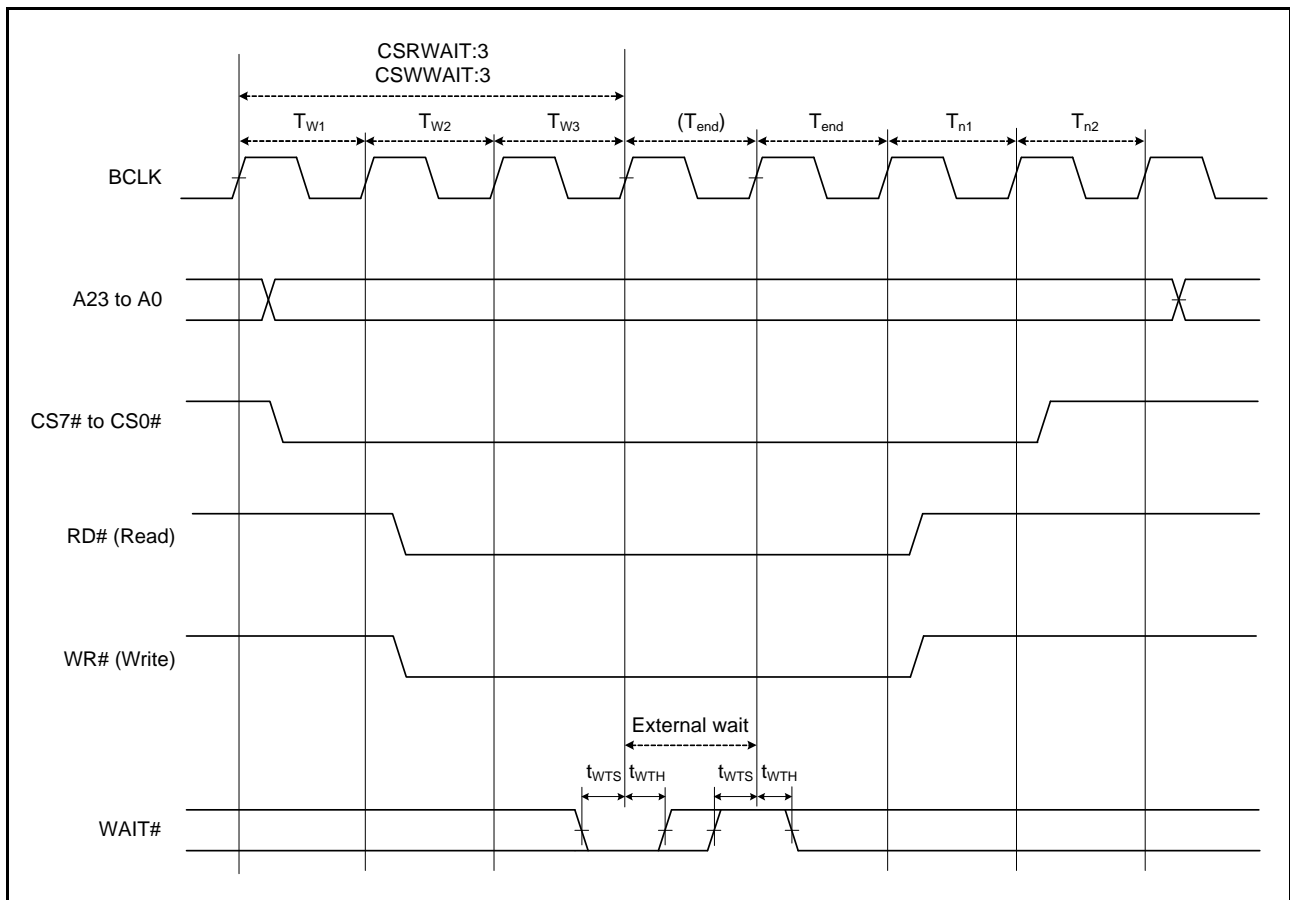 CSRWAIT:3
CSWWAIT:3
TW1 TW2 TW3 (Tend) Tend Tn1 Tn2
BCLK
A23 to A0
CS7# to CS0#
RD# (Read)
WR# (Write)
External wait
tWTS tWTH tWTS tWTH
WAIT#